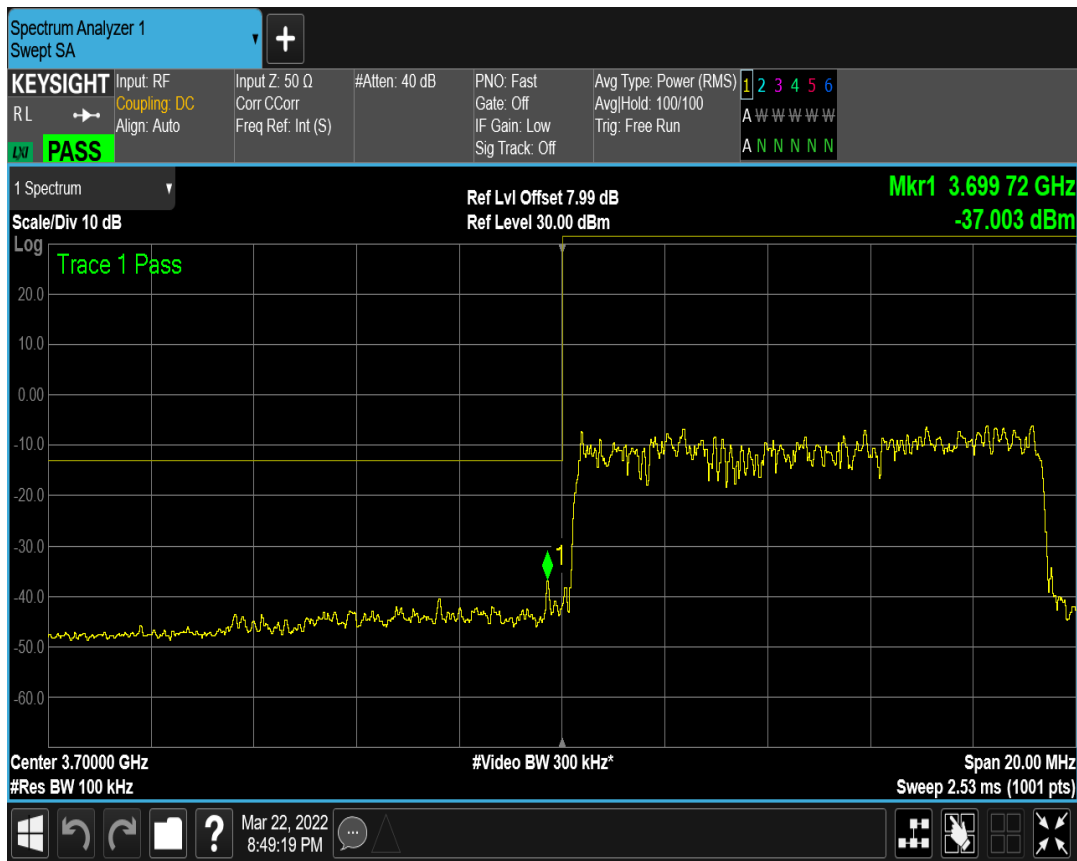 Spectrum Analyzer 1
Swept SA
+
KEYSIGHT
RL
LXI PASS
Input: RF
Coupling: DC
Align: Auto
Input Z: 50 Ω
Corr CCorr
Freq Ref: Int (S)
#Atten: 40 dB
PNO: Fast
Gate: Off
IF Gain: Low
Sig Track: Off
Avg Type: Power (RMS)
Avg|Hold: 100/100
Trig: Free Run
1 2 3 4 5 6
A W W W W W
A N N N N N
1 Spectrum
Scale/Div 10 dB
Ref Lvl Offset 7.99 dB
Ref Level 30.00 dBm
Mkr1 3.699 72 GHz
-37.003 dBm
Log
Trace 1 Pass
20.0
10.0
0.00
-10.0
-20.0
-30.0
-40.0
-50.0
-60.0
1
Center 3.70000 GHz
#Res BW 100 kHz
#Video BW 300 kHz*
Span 20.00 MHz
Sweep 2.53 ms (1001 pts)
?
Mar 22, 2022
8:49:19 PM